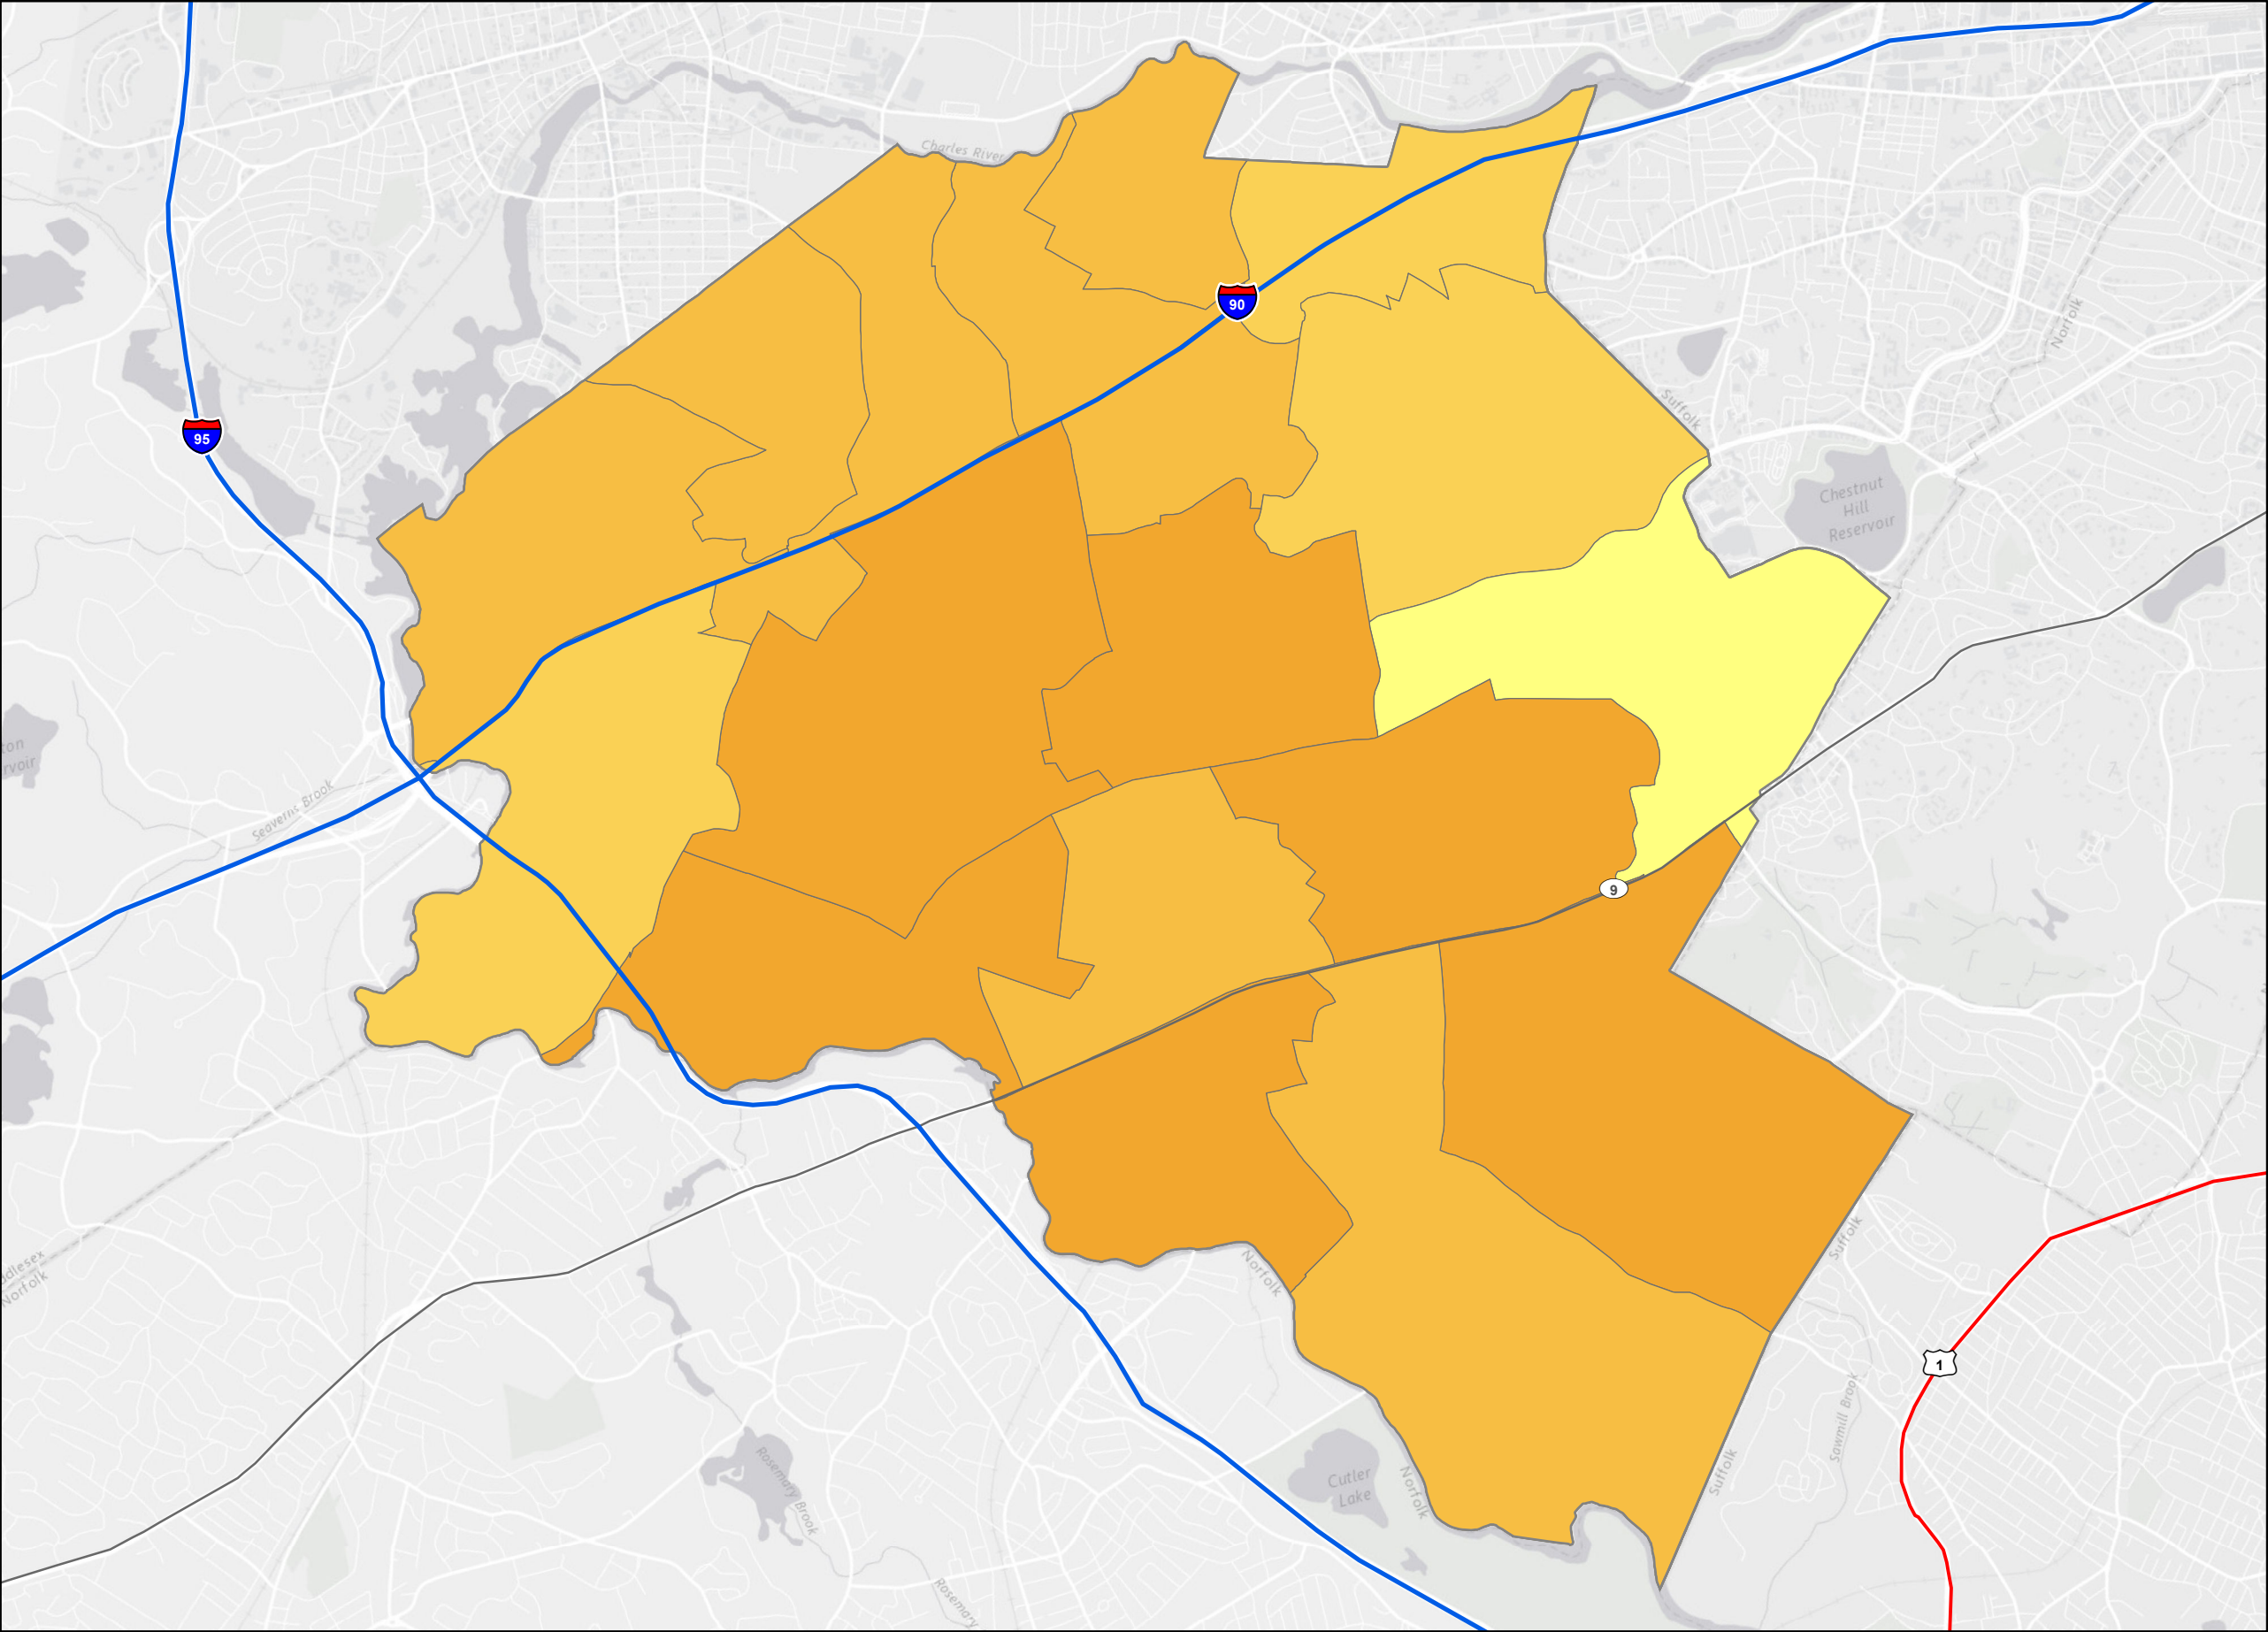 Charles River
90
Norfolk
Suffolk
95
Chestnut
Hill
Reservoir
ton
rvoir
Seaverns Brook
9
dlesex
Norfolk
Norfolk
Suffolk
1
Sawmill Brook
Suffolk
Rosemary Brook
Cutler
Lake
Norfolk
Rosemary